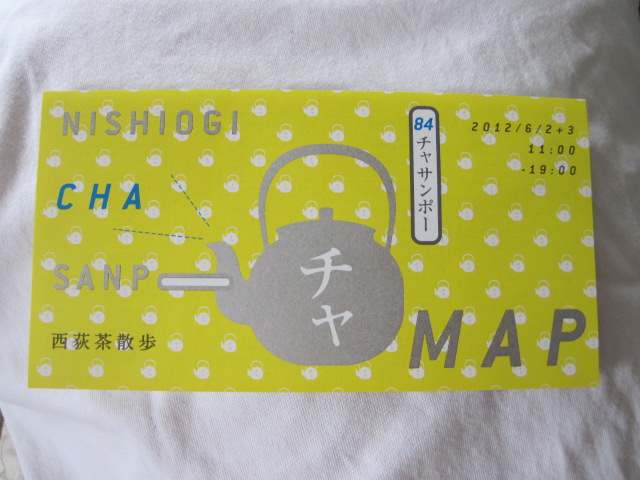 NISHIOGI
CHA
SANP
西荻茶散歩
チャ
84
チャサンポー
2012/6/2+3
11:00
-19:00
MAP